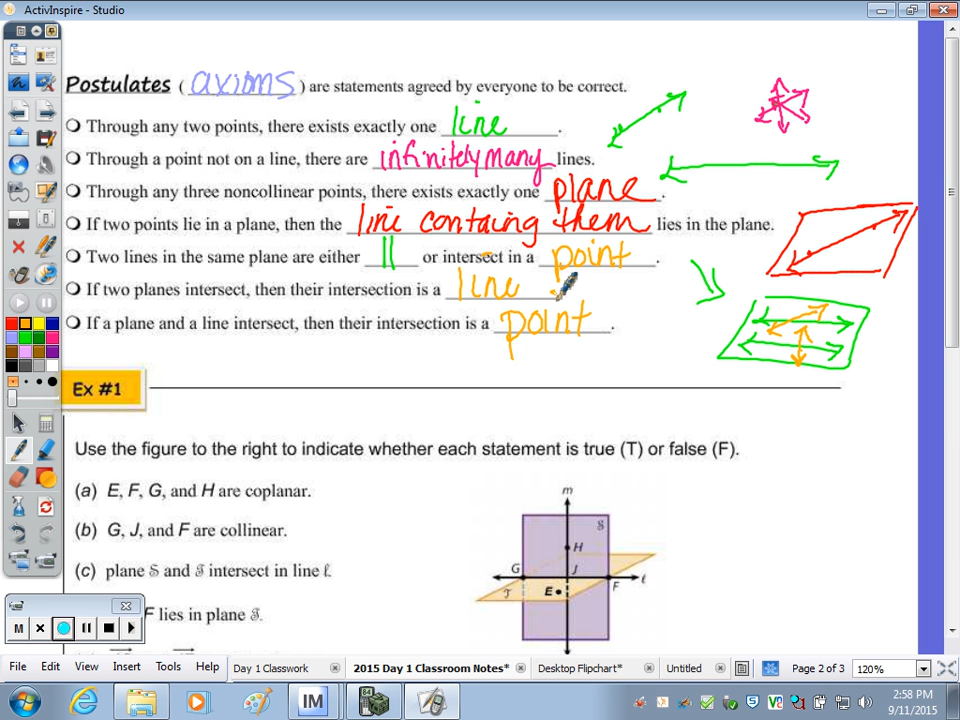 ActivInspire - Studio
Postulates (axioms) are statements agreed by everyone to be correct.
Through any two points, there exists exactly one line.
Through a point not on a line, there are infinitely many lines.
Through any three noncollinear points, there exists exactly one plane.
If two points lie in a plane, then the line containg them lies in the plane.
Two lines in the same plane are either || or intersect in a point.
If two planes intersect, then their intersection is a line.
If a plane and a line intersect, then their intersection is a point.
Ex #1
Use the figure to the right to indicate whether each statement is true (T) or false (F).
(a) E, F, G, and H are coplanar.
(b) G, J, and F are collinear.
(c) plane S and T intersect in line ℓ.
F lies in plane T.
m
S
H
G
J
ℓ
F
T
E
M
File Edit View Insert Tools Help
Day 1 Classwork
2015 Day 1 Classroom Notes*
Desktop Flipchart*
Untitled
Page 2 of 3
120%
IM
84
V2
2:58 PM
9/11/2015